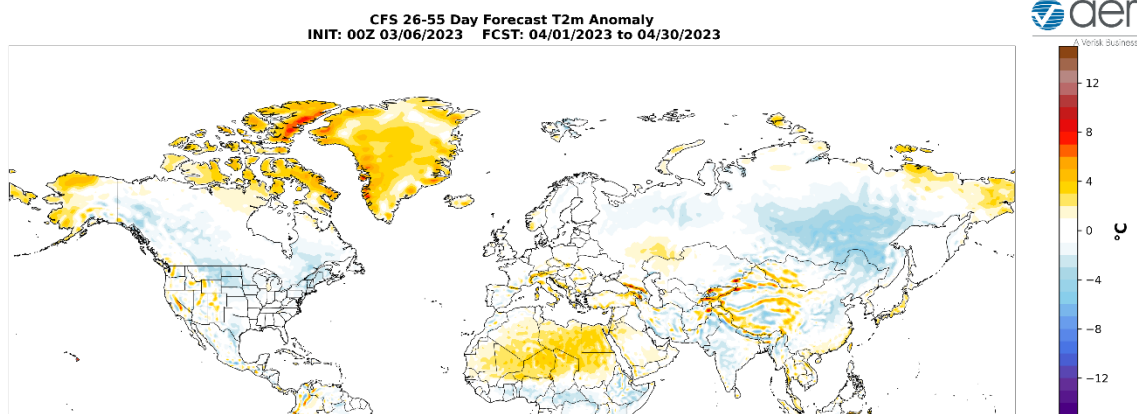 CFS 26-55 Day Forecast T2m Anomaly
INIT: 00Z 03/06/2023 FCST: 04/01/2023 to 04/30/2023
aer
A Verisk Business
12
8
4
0
−4
−8
−12
°C